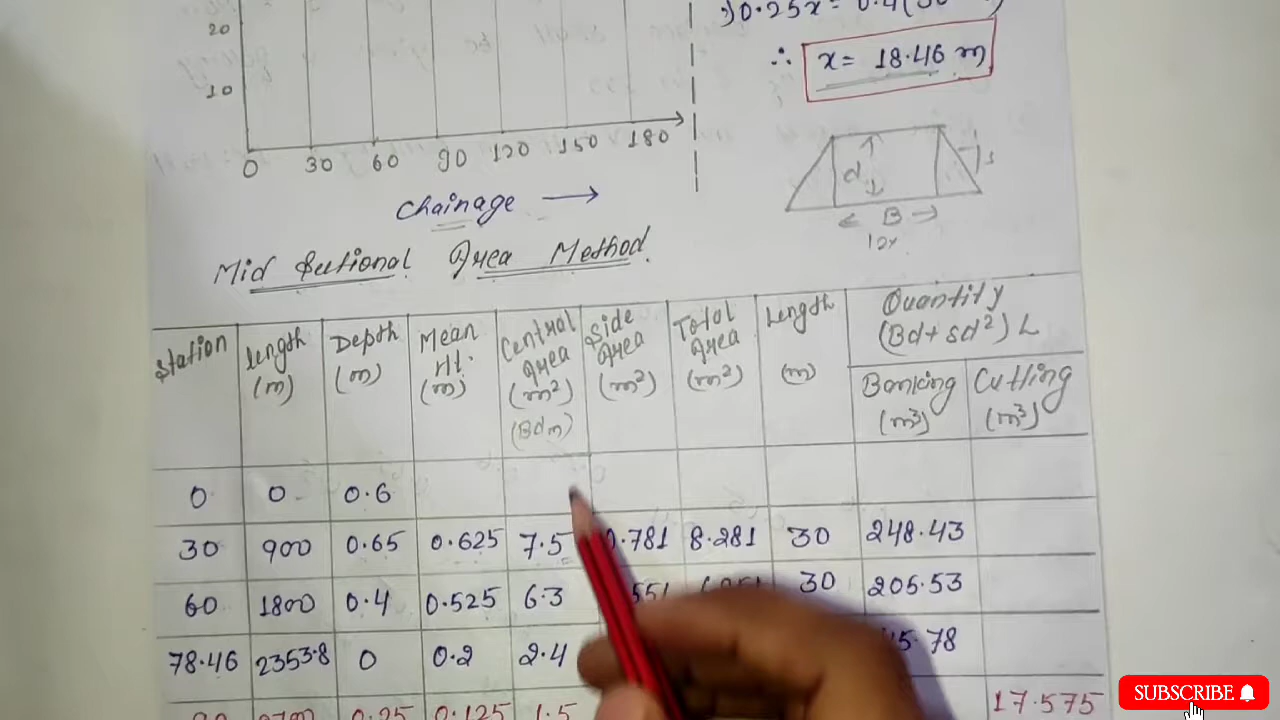 20
10
0 30 60 90 120 150 180
Chainage
∴ x = 18.46 m
d
B
Mid Sectional Area Method
Station Length (m) Depth (m) Mean Ht. (m) Central Area (m²) (Bdm) Side Area (m²) Total Area (m²) Length (m) Quantity (Bd + sd²) L
Banking (m³) Cutting (m³)
0 0 0.6
30 900 0.65 0.625 7.5 .781 8.281 30 248.43
60 1800 0.4 0.525 6.3 551 30 205.53
78.46 2353.8 0 0.2 2.4 5.78
0.25 0.125 1.5 17.575
SUBSCRIBE